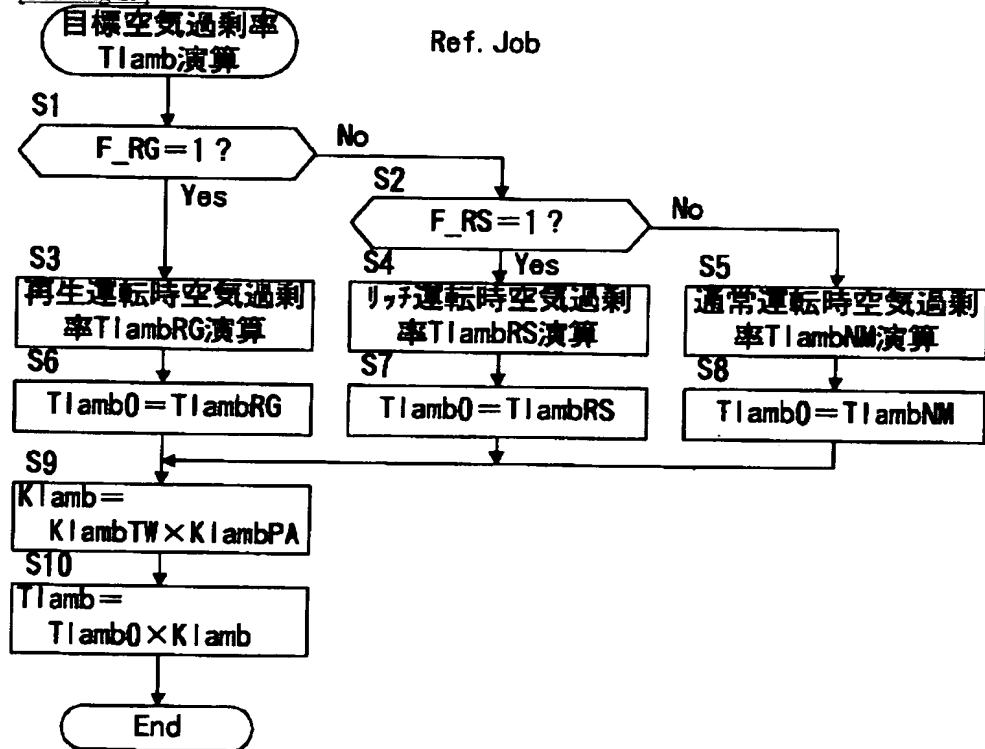 目標空気過剰率
Tlamb演算
Ref. Job
S1
F_RG=1?
No
Yes
S2
F_RS=1?
No
Yes
S3
再生運転時空気過剰
率TlambRG演算
S4
リッチ運転時空気過剰
率TlambRS演算
S5
通常運転時空気過剰
率TlambNM演算
S6
Tlamb0=TlambRG
S7
Tlamb0=TlambRS
S8
Tlamb0=TlambNM
S9
Klamb=
KlambTW×KlambPA
S10
Tlamb=
Tlamb0×Klamb
End